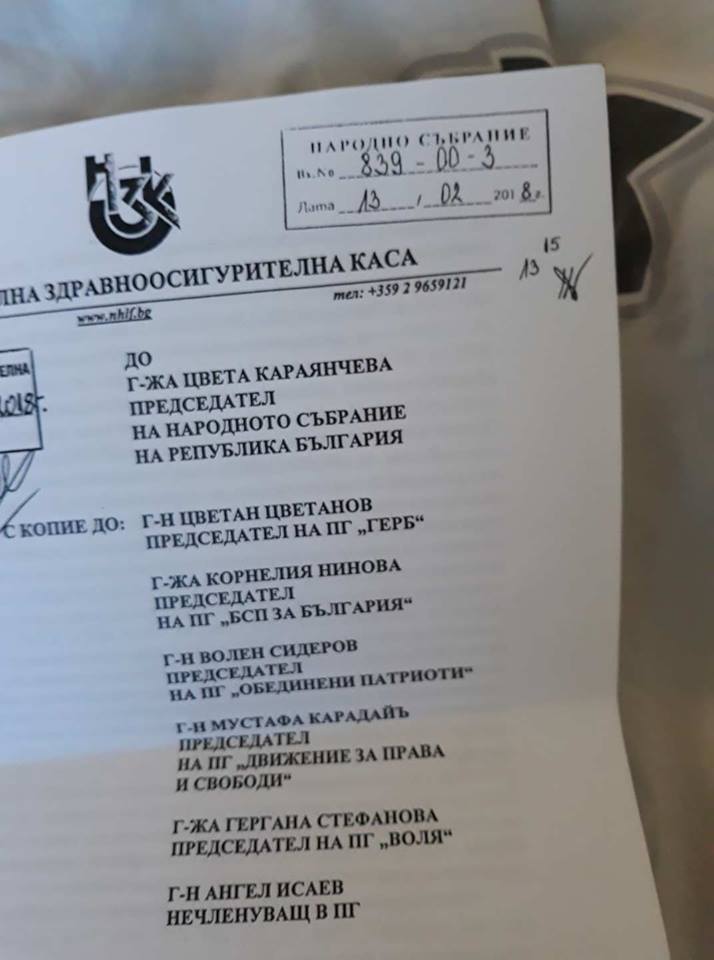 НЗОК
НАРОДНО СЪБРАНИЕ
Вх.№ 839 - 00 - 3
Дата 13 / 02 2018 г.
15
13
ЛНА ЗДРАВНООСИГУРИТЕЛНА КАСА
www.nhif.bg
тел: +359 2 9659121
ЕЛНА
2018г.
ДО
Г-ЖА ЦВЕТА КАРАЯНЧЕВА
ПРЕДСЕДАТЕЛ
НА НАРОДНОТО СЪБРАНИЕ
НА РЕПУБЛИКА БЪЛГАРИЯ
С КОПИЕ ДО: Г-Н ЦВЕТАН ЦВЕТАНОВ
ПРЕДСЕДАТЕЛ НА ПГ „ГЕРБ“
Г-ЖА КОРНЕЛИЯ НИНОВА
ПРЕДСЕДАТЕЛ
НА ПГ „БСП ЗА БЪЛГАРИЯ“
Г-Н ВОЛЕН СИДЕРОВ
ПРЕДСЕДАТЕЛ
НА ПГ „ОБЕДИНЕНИ ПАТРИОТИ“
Г-Н МУСТАФА КАРАДАЙЪ
ПРЕДСЕДАТЕЛ
НА ПГ „ДВИЖЕНИЕ ЗА ПРАВА
И СВОБОДИ“
Г-ЖА ГЕРГАНА СТЕФАНОВА
ПРЕДСЕДАТЕЛ НА ПГ „ВОЛЯ“
Г-Н АНГЕЛ ИСАЕВ
НЕЧЛЕНУВАЩ В ПГ